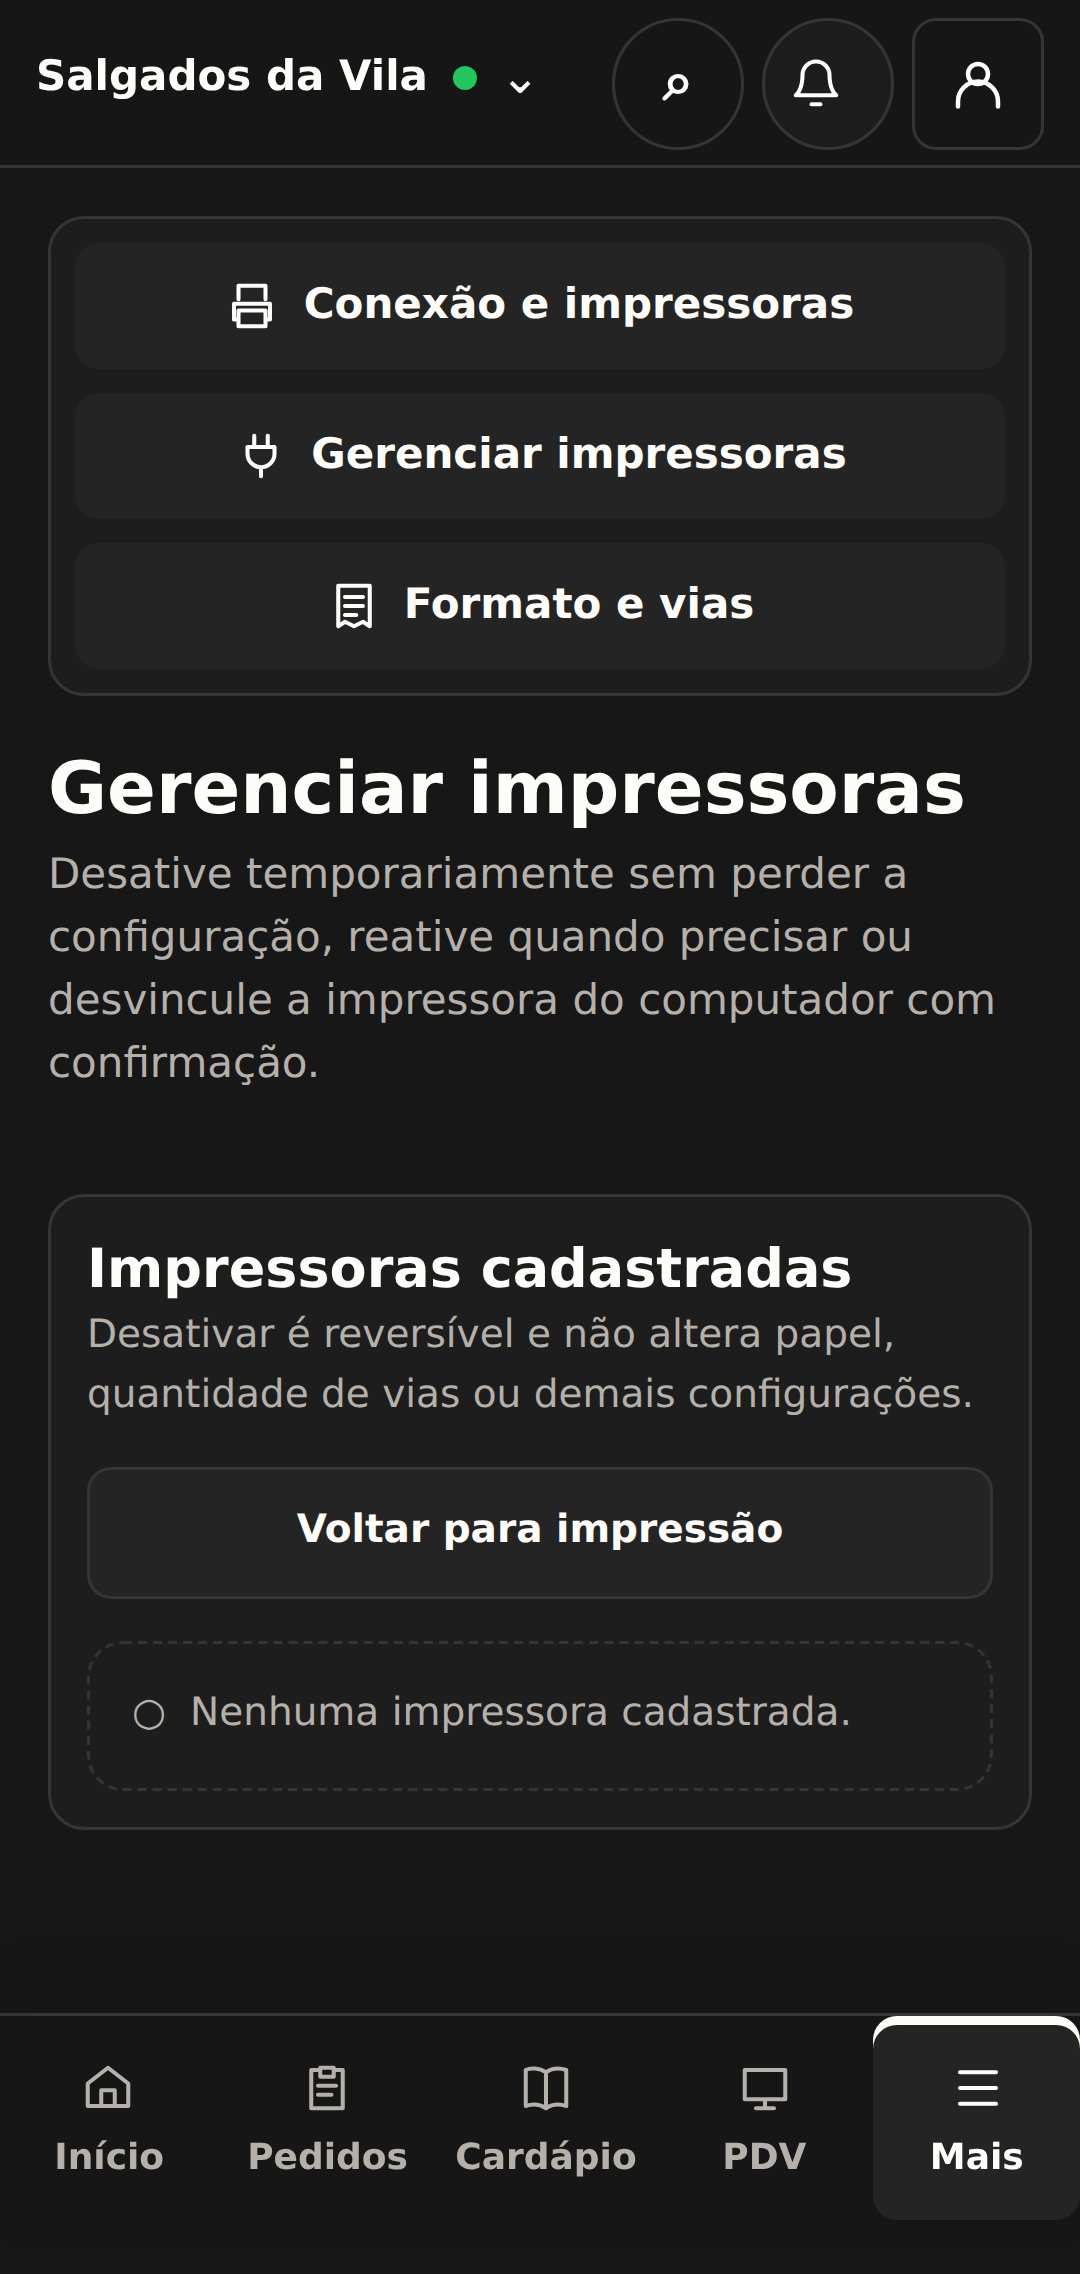 Salgados da Vila
Conexão e impressoras
Gerenciar impressoras
Formato e vias
Gerenciar impressoras
Desative temporariamente sem perder a
configuração, reative quando precisar ou
desvincule a impressora do computador com
confirmação.
Impressoras cadastradas
Desativar é reversível e não altera papel,
quantidade de vias ou demais configurações.
Voltar para impressão
Nenhuma impressora cadastrada.
Início Pedidos Cardápio PDV Mais